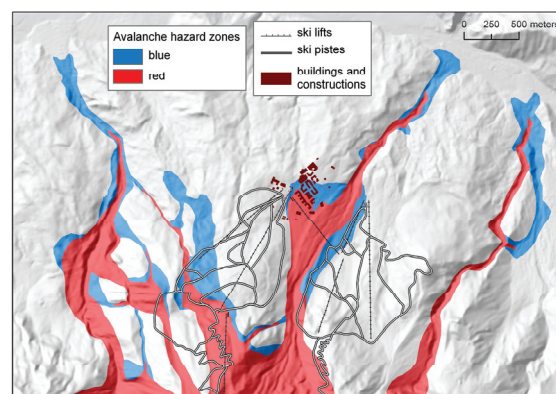 Avalanche hazard zones
blue
red
ski lifts
ski pistes
buildings and
constructions
0 250 500 meters